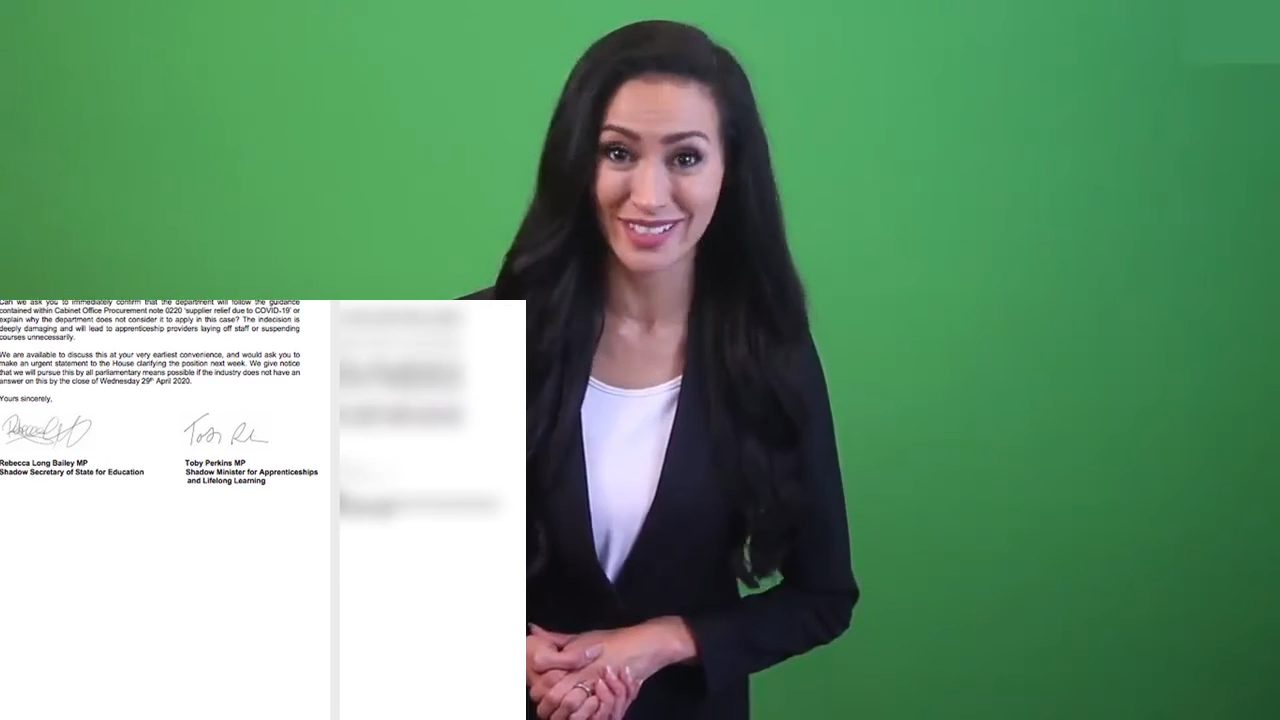 Can we ask you to immediately confirm that the department will follow the guidance
contained within Cabinet Office Procurement note 0220 'supplier relief due to COVID-19' or
explain why the department does not consider it to apply in this case? The indecision is
deeply damaging and will lead to apprenticeship providers laying off staff or suspending
courses unnecessarily.
We are available to discuss this at your very earliest convenience, and would ask you to
make an urgent statement to the House clarifying the position next week. We give notice
that we will pursue this by all parliamentary means possible if the industry does not have an
answer on this by the close of Wednesday 29th April 2020.
Yours sincerely,
Rebecca Long Bailey MP
Shadow Secretary of State for Education
Toby Perkins MP
Shadow Minister for Apprenticeships
and Lifelong Learning